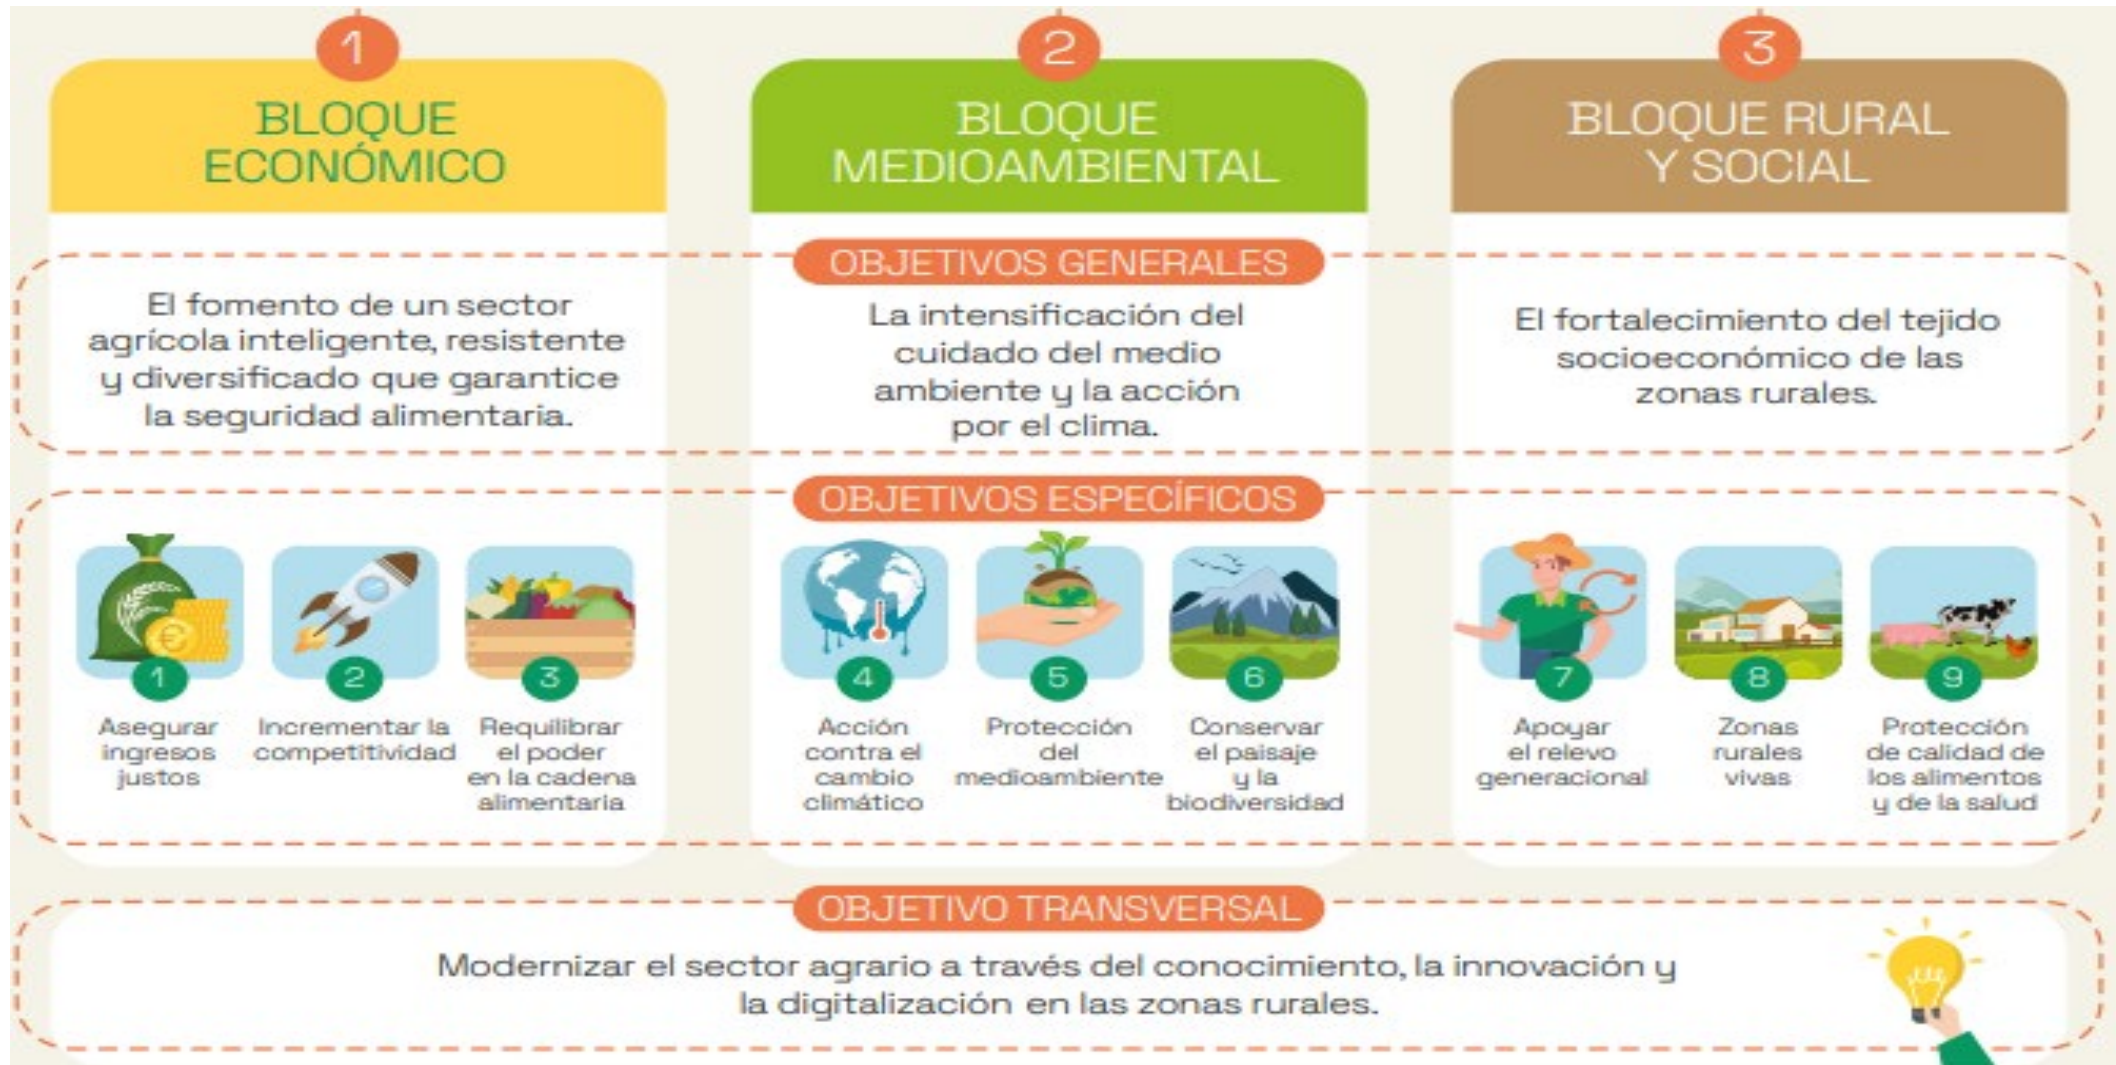 1
BLOQUE
ECONÓMICO
2
BLOQUE
MEDIOAMBIENTAL
3
BLOQUE RURAL
Y SOCIAL
OBJETIVOS GENERALES
El fomento de un sector
agrícola inteligente, resistente
y diversificado que garantice
la seguridad alimentaria.
La intensificación del
cuidado del medio
ambiente y la acción
por el clima.
El fortalecimiento del tejido
socioeconómico de las
zonas rurales.
OBJETIVOS ESPECÍFICOS
€
1
Asegurar
ingresos
justos
2
Incrementar la
competitividad
3
Requilibrar
el poder
en la cadena
alimentaria
4
Acción
contra el
cambio
climático
5
Protección
del
medioambiente
6
Conservar
el paisaje
y la
biodiversidad
7
Apoyar
el relevo
generacional
8
Zonas
rurales
vivas
9
Protección
de calidad de
los alimentos
y de la salud
OBJETIVO TRANSVERSAL
Modernizar el sector agrario a través del conocimiento, la innovación y
la digitalización en las zonas rurales.